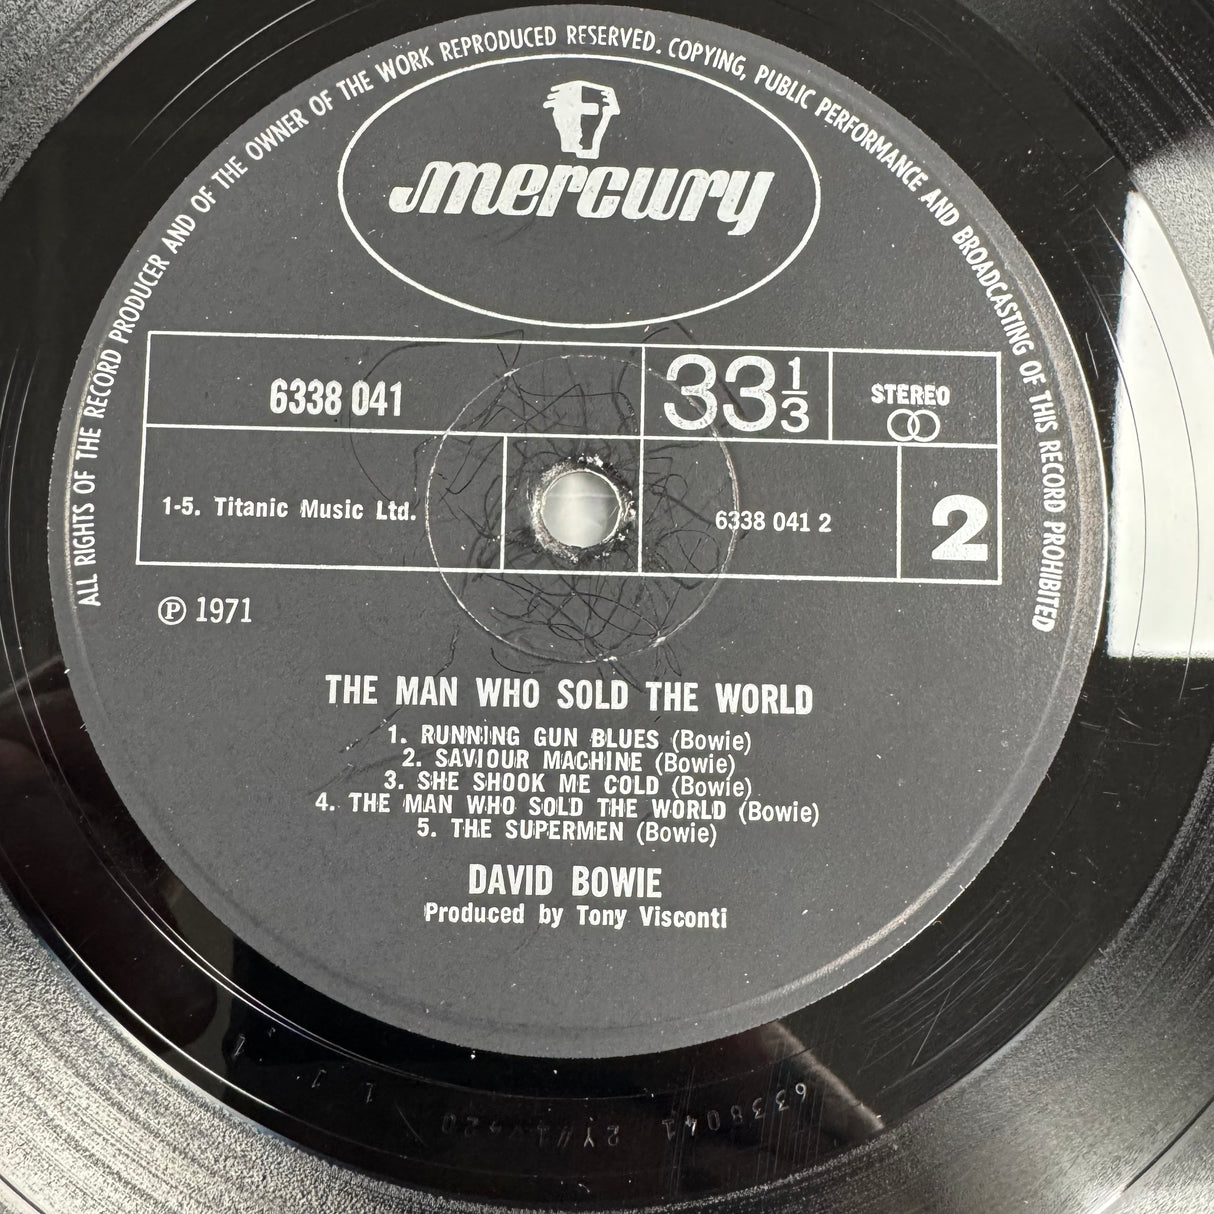 ALL RIGHTS OF THE RECORD PRODUCER AND OF THE OWNER OF THE WORK REPRODUCED RESERVED. COPYING, PUBLIC PERFORMANCE AND BROADCASTING OF THIS RECORD PROHIBITED
mercury
6338 041
33 1/3
STEREO
1-5. Titanic Music Ltd.
6338 041 2
2
Ⓟ 1971
THE MAN WHO SOLD THE WORLD
1. RUNNING GUN BLUES (Bowie)
2. SAVIOUR MACHINE (Bowie)
3. SHE SHOOK ME COLD (Bowie)
4. THE MAN WHO SOLD THE WORLD (Bowie)
5. THE SUPERMEN (Bowie)
DAVID BOWIE
Produced by Tony Visconti
6338041 2Y